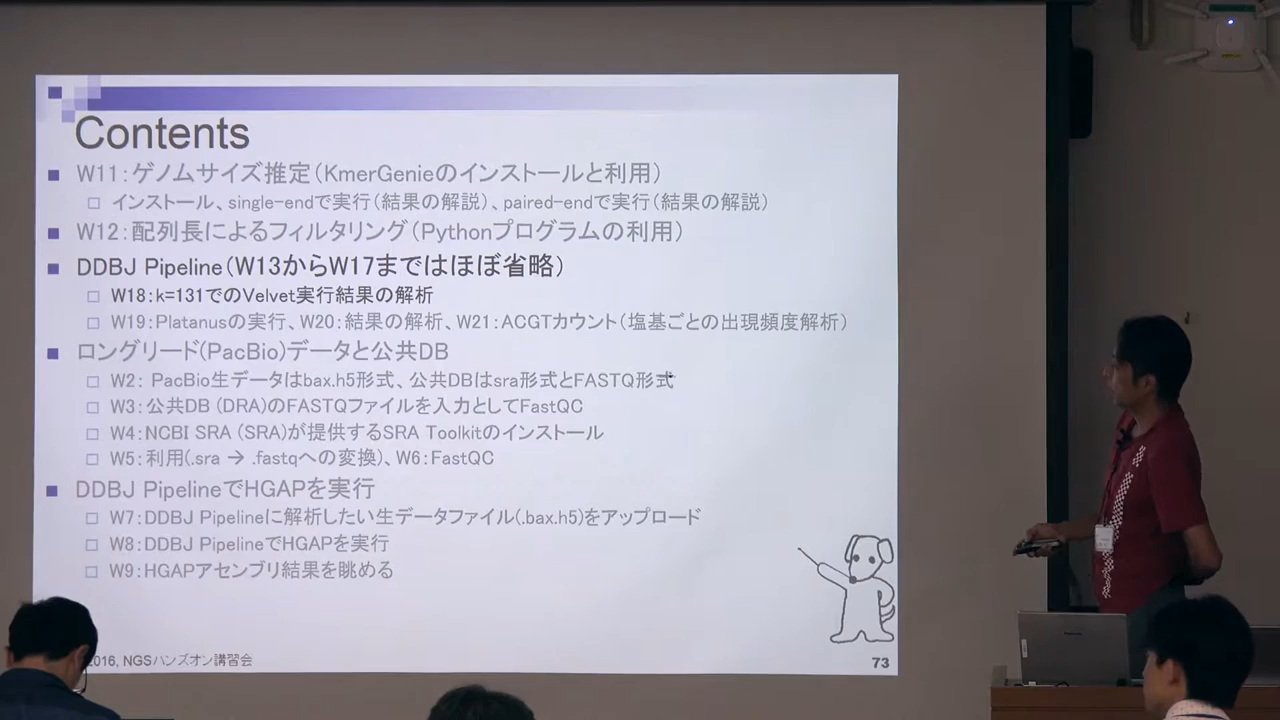 Contents
W11:ゲノムサイズ推定(KmerGenieのインストールと利用)
インストール、single-endで実行(結果の解説)、paired-endで実行(結果の解説)
W12:配列長によるフィルタリング(Pythonプログラムの利用)
DDBJ Pipeline(W13からW17まではほぼ省略)
W18:k=131でのVelvet実行結果の解析
W19:Platanusの実行、W20:結果の解析、W21:ACGTカウント(塩基ごとの出現頻度解析)
ロングリード(PacBio)データと公共DB
W2: PacBio生データはbax.h5形式、公共DBはsra形式とFASTQ形式
W3:公共DB (DRA)のFASTQファイルを入力としてFastQC
W4:NCBI SRA (SRA)が提供するSRA Toolkitのインストール
W5:利用(.sra → .fastqへの変換)、W6:FastQC
DDBJ PipelineでHGAPを実行
W7:DDBJ Pipelineに解析したい生データファイル(.bax.h5)をアップロード
W8:DDBJ PipelineでHGAPを実行
W9:HGAPアセンブリ結果を眺める
2016, NGSハンズオン講習会
73